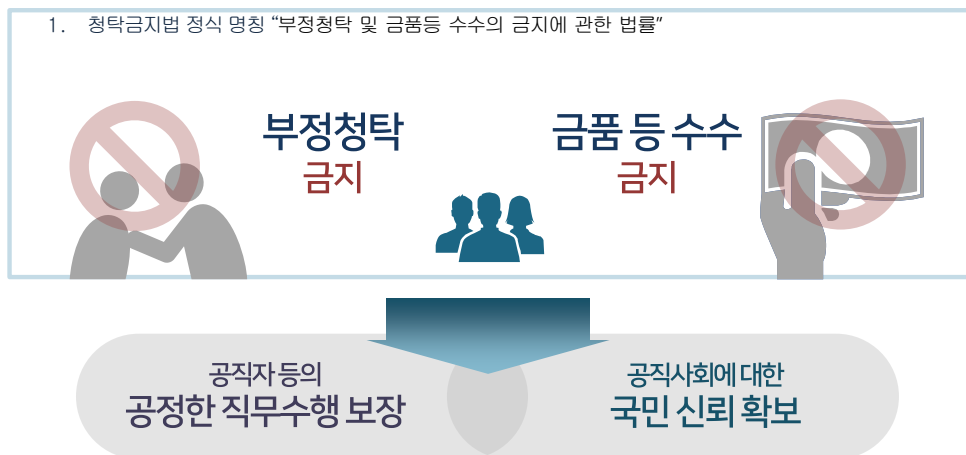 1. 청탁금지법 정식 명칭 “부정청탁 및 금품등 수수의 금지에 관한 법률”
부정청탁
금지
금품 등 수수
금지
공직자 등의
공정한 직무수행 보장
공직사회에 대한
국민 신뢰 확보